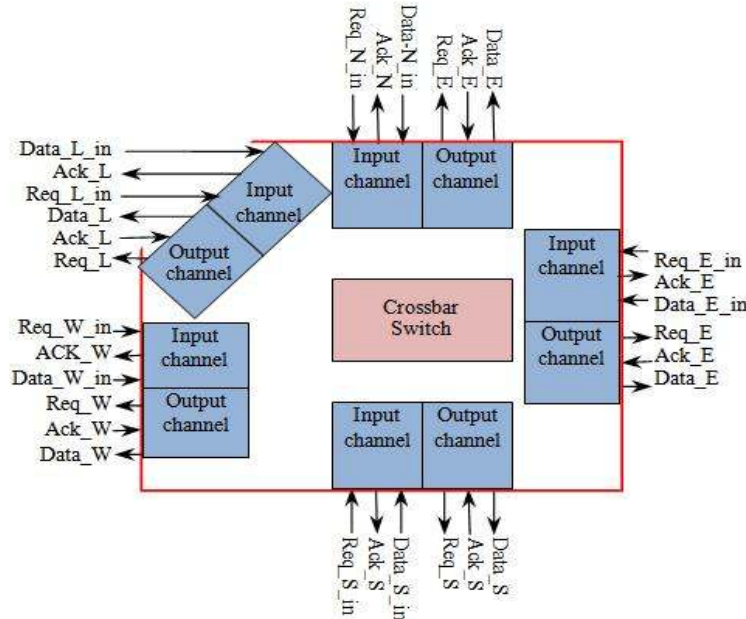 Req_N_in
Ack_N
Data-N_in
Req_E
Ack_E
Data_E
Data_L_in
Ack_L
Req_L_in
Data_L
Ack_L
Req_L
Input
channel
Output
channel
Input
channel
Output
channel
Input
channel
Output
channel
Req_E_in
Ack_E
Data_E_in
Req_E
Ack_E
Data_E
Crossbar
Switch
Req_W_in
ACK_W
Data_W_in
Req_W
Ack_W
Data_W
Input
channel
Output
channel
Input
channel
Output
channel
Req_S_in
Ack_S
Data_S_in
Req_S
Ack_S
Data_S